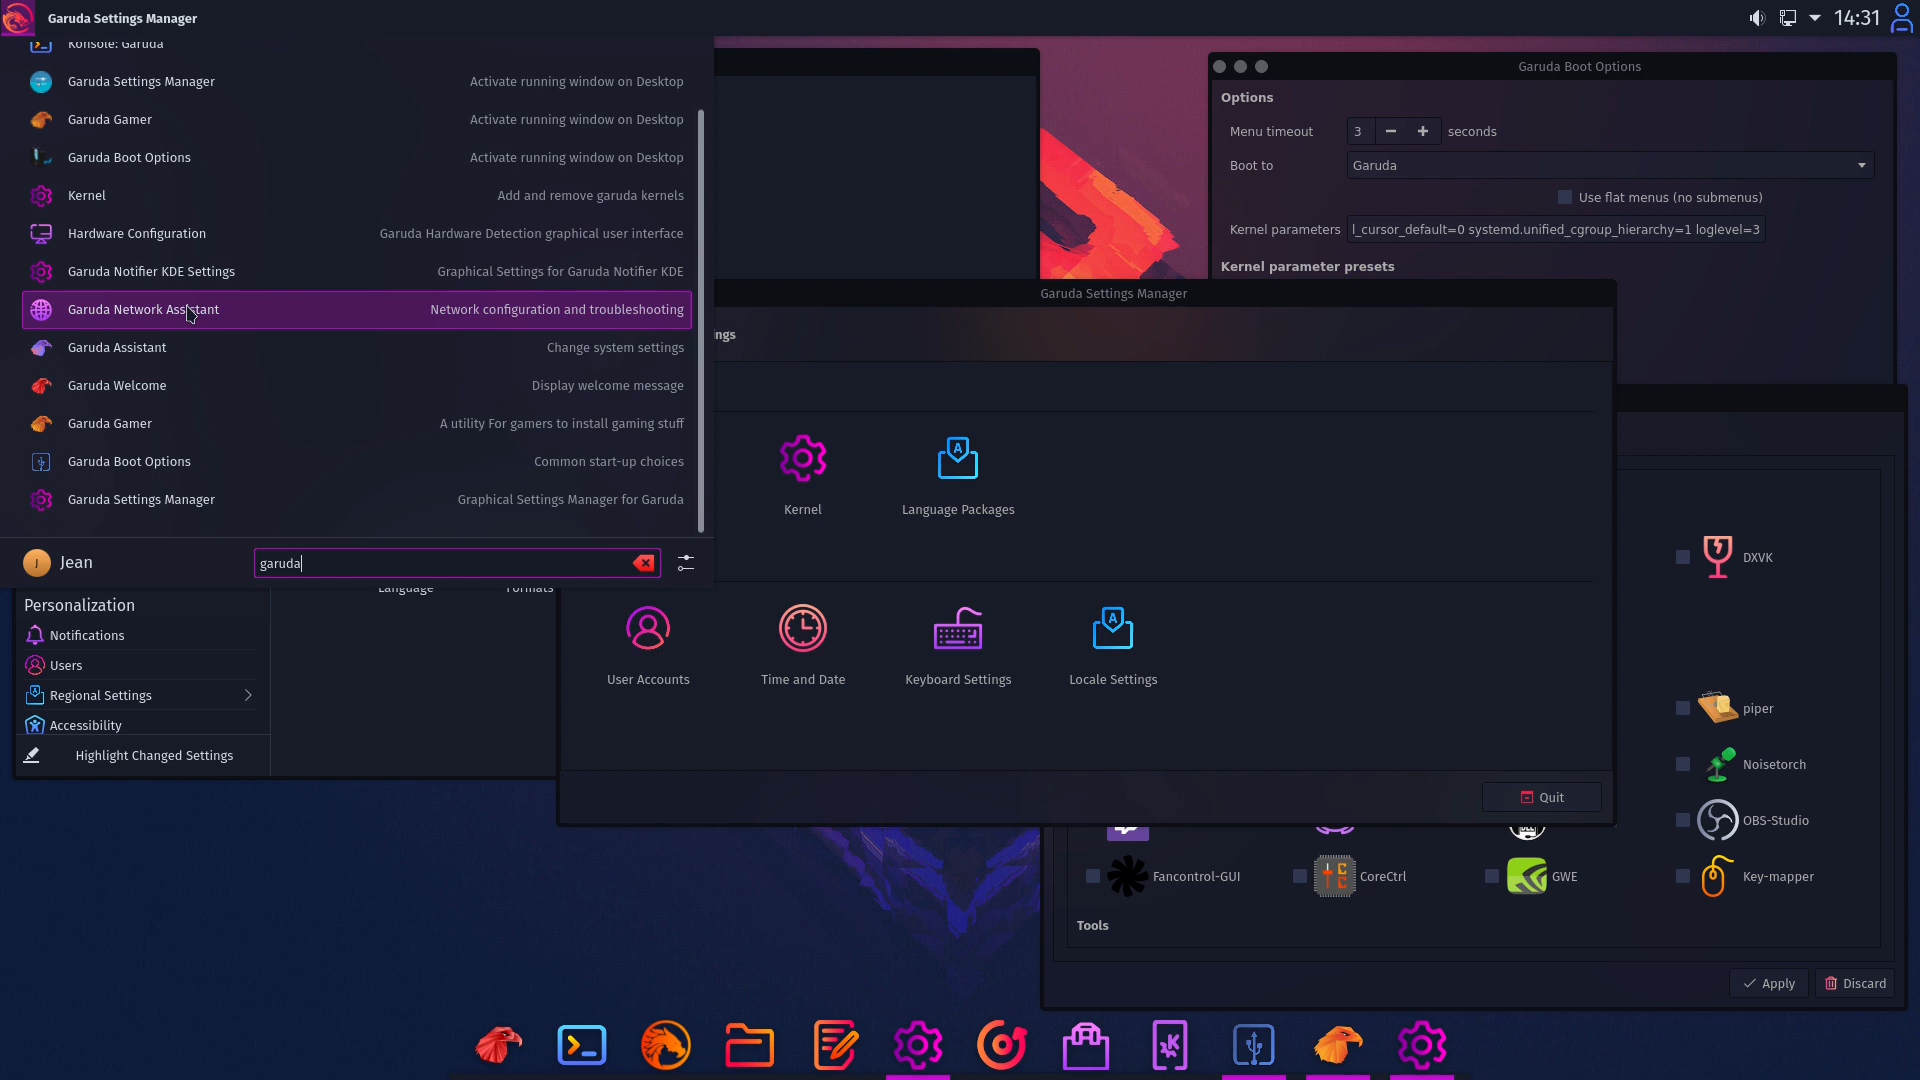 Garuda Settings Manager
14:31
Konsole: Garuda
Garuda Settings Manager Activate running window on Desktop
Garuda Gamer Activate running window on Desktop
Garuda Boot Options Activate running window on Desktop
Kernel Add and remove garuda kernels
Hardware Configuration Garuda Hardware Detection graphical user interface
Garuda Notifier KDE Settings Graphical Settings for Garuda Notifier KDE
Garuda Network Assistant Network configuration and troubleshooting
Garuda Assistant Change system settings
Garuda Welcome Display welcome message
Garuda Gamer A utility For gamers to install gaming stuff
Garuda Boot Options Common start-up choices
Garuda Settings Manager Graphical Settings Manager for Garuda
J Jean
garuda
Language Formats
Personalization
Notifications
Users
Regional Settings
Accessibility
Highlight Changed Settings
Garuda Boot Options
Options
Menu timeout 3 seconds
Boot to Garuda
Use flat menus (no submenus)
Kernel parameters l_cursor_default=0 systemd.unified_cgroup_hierarchy=1 loglevel=3
Kernel parameter presets
Garuda Settings Manager
ngs
Kernel Language Packages
User Accounts Time and Date Keyboard Settings Locale Settings
Quit
DXVK
piper
Noisetorch
OBS-Studio
Fancontrol-GUI CoreCtrl GWE Key-mapper
Tools
Apply Discard